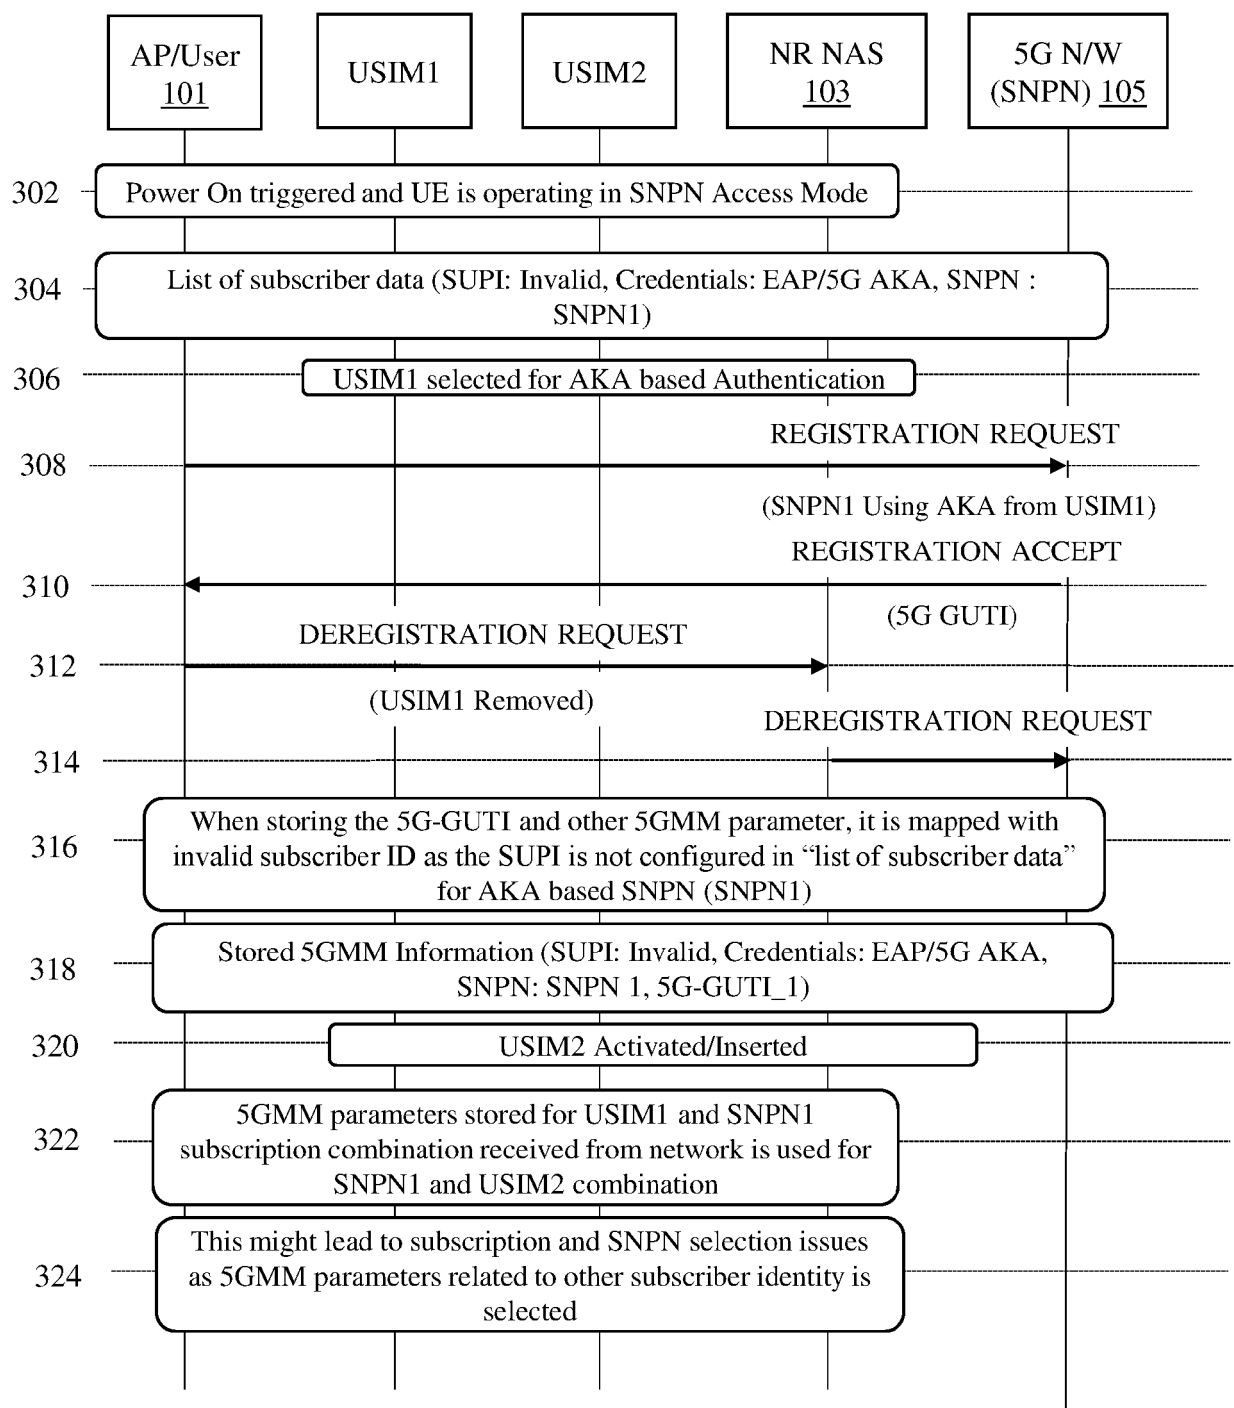 AP/User
101
USIM1
USIM2
NR NAS
103
5G N/W
(SNPN) 105
302
Power On triggered and UE is operating in SNPN Access Mode
304
List of subscriber data (SUPI: Invalid, Credentials: EAP/5G AKA, SNPN :
SNPN1)
306
USIM1 selected for AKA based Authentication
REGISTRATION REQUEST
308
(SNPN1 Using AKA from USIM1)
REGISTRATION ACCEPT
310
(5G GUTI)
DEREGISTRATION REQUEST
312
(USIM1 Removed)
DEREGISTRATION REQUEST
314
316
When storing the 5G-GUTI and other 5GMM parameter, it is mapped with
invalid subscriber ID as the SUPI is not configured in “list of subscriber data”
for AKA based SNPN (SNPN1)
318
Stored 5GMM Information (SUPI: Invalid, Credentials: EAP/5G AKA,
SNPN: SNPN 1, 5G-GUTI_1)
320
USIM2 Activated/Inserted
322
5GMM parameters stored for USIM1 and SNPN1
subscription combination received from network is used for
SNPN1 and USIM2 combination
324
This might lead to subscription and SNPN selection issues
as 5GMM parameters related to other subscriber identity is
selected